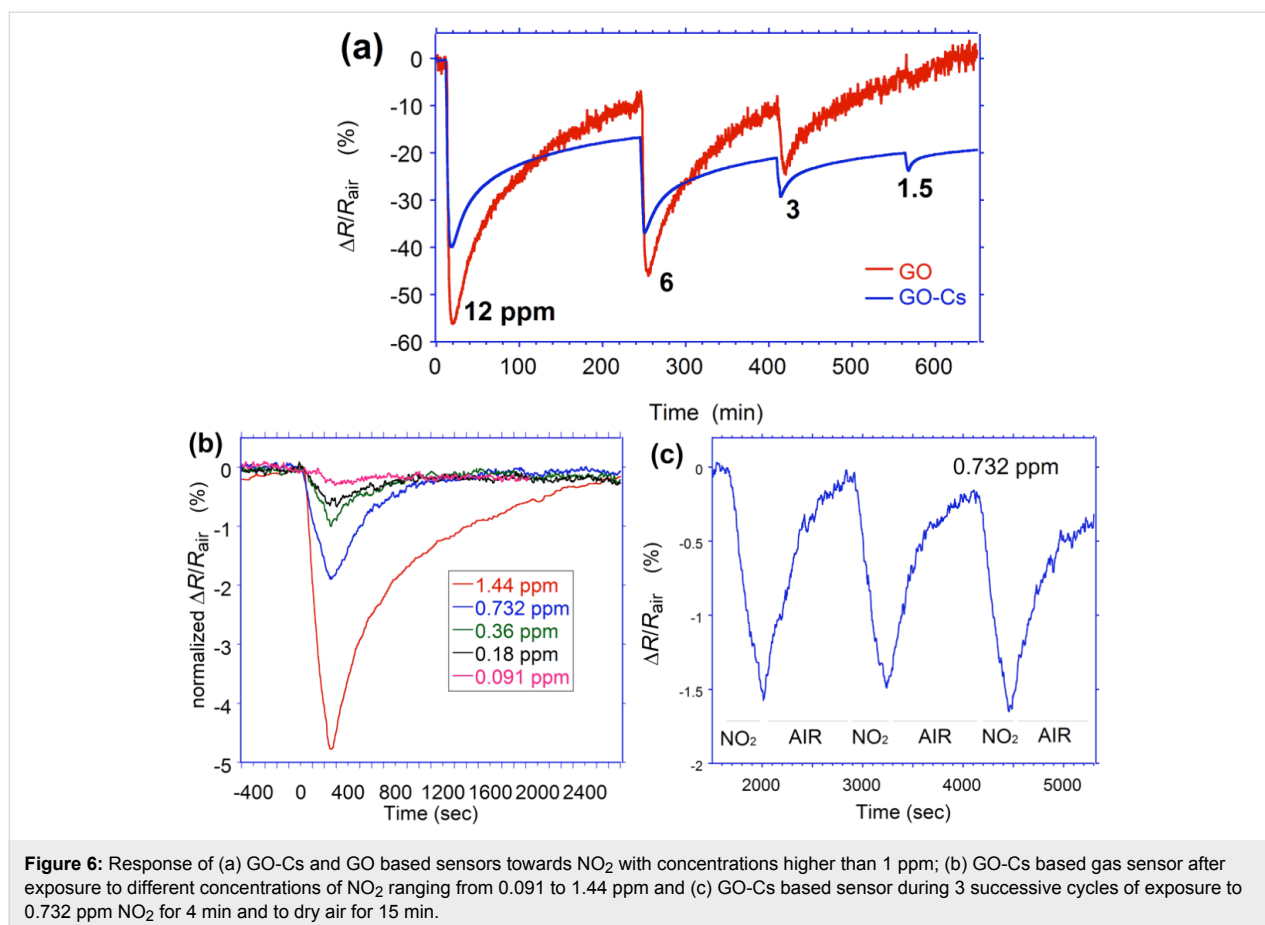 (a)
ΔR/Rair (%)
0
-10
-20
-30
-40
-50
-60
12 ppm
6
3
1.5
GO
GO-Cs
0 100 200 300 400 500 600
Time (min)
(b)
normalized ΔR/Rair (%)
0
-1
-2
-3
-4
-5
1.44 ppm
0.732 ppm
0.36 ppm
0.18 ppm
0.091 ppm
-400 0 400 800 1200 1600 2000 2400
Time (sec)
(c)
0.732 ppm
ΔR/Rair (%)
0
-0.5
-1
-1.5
-2
NO2 AIR NO2 AIR NO2 AIR
2000 3000 4000 5000
Time (sec)
Figure 6: Response of (a) GO-Cs and GO based sensors towards NO2 with concentrations higher than 1 ppm; (b) GO-Cs based gas sensor after
exposure to different concentrations of NO2 ranging from 0.091 to 1.44 ppm and (c) GO-Cs based sensor during 3 successive cycles of exposure to
0.732 ppm NO2 for 4 min and to dry air for 15 min.